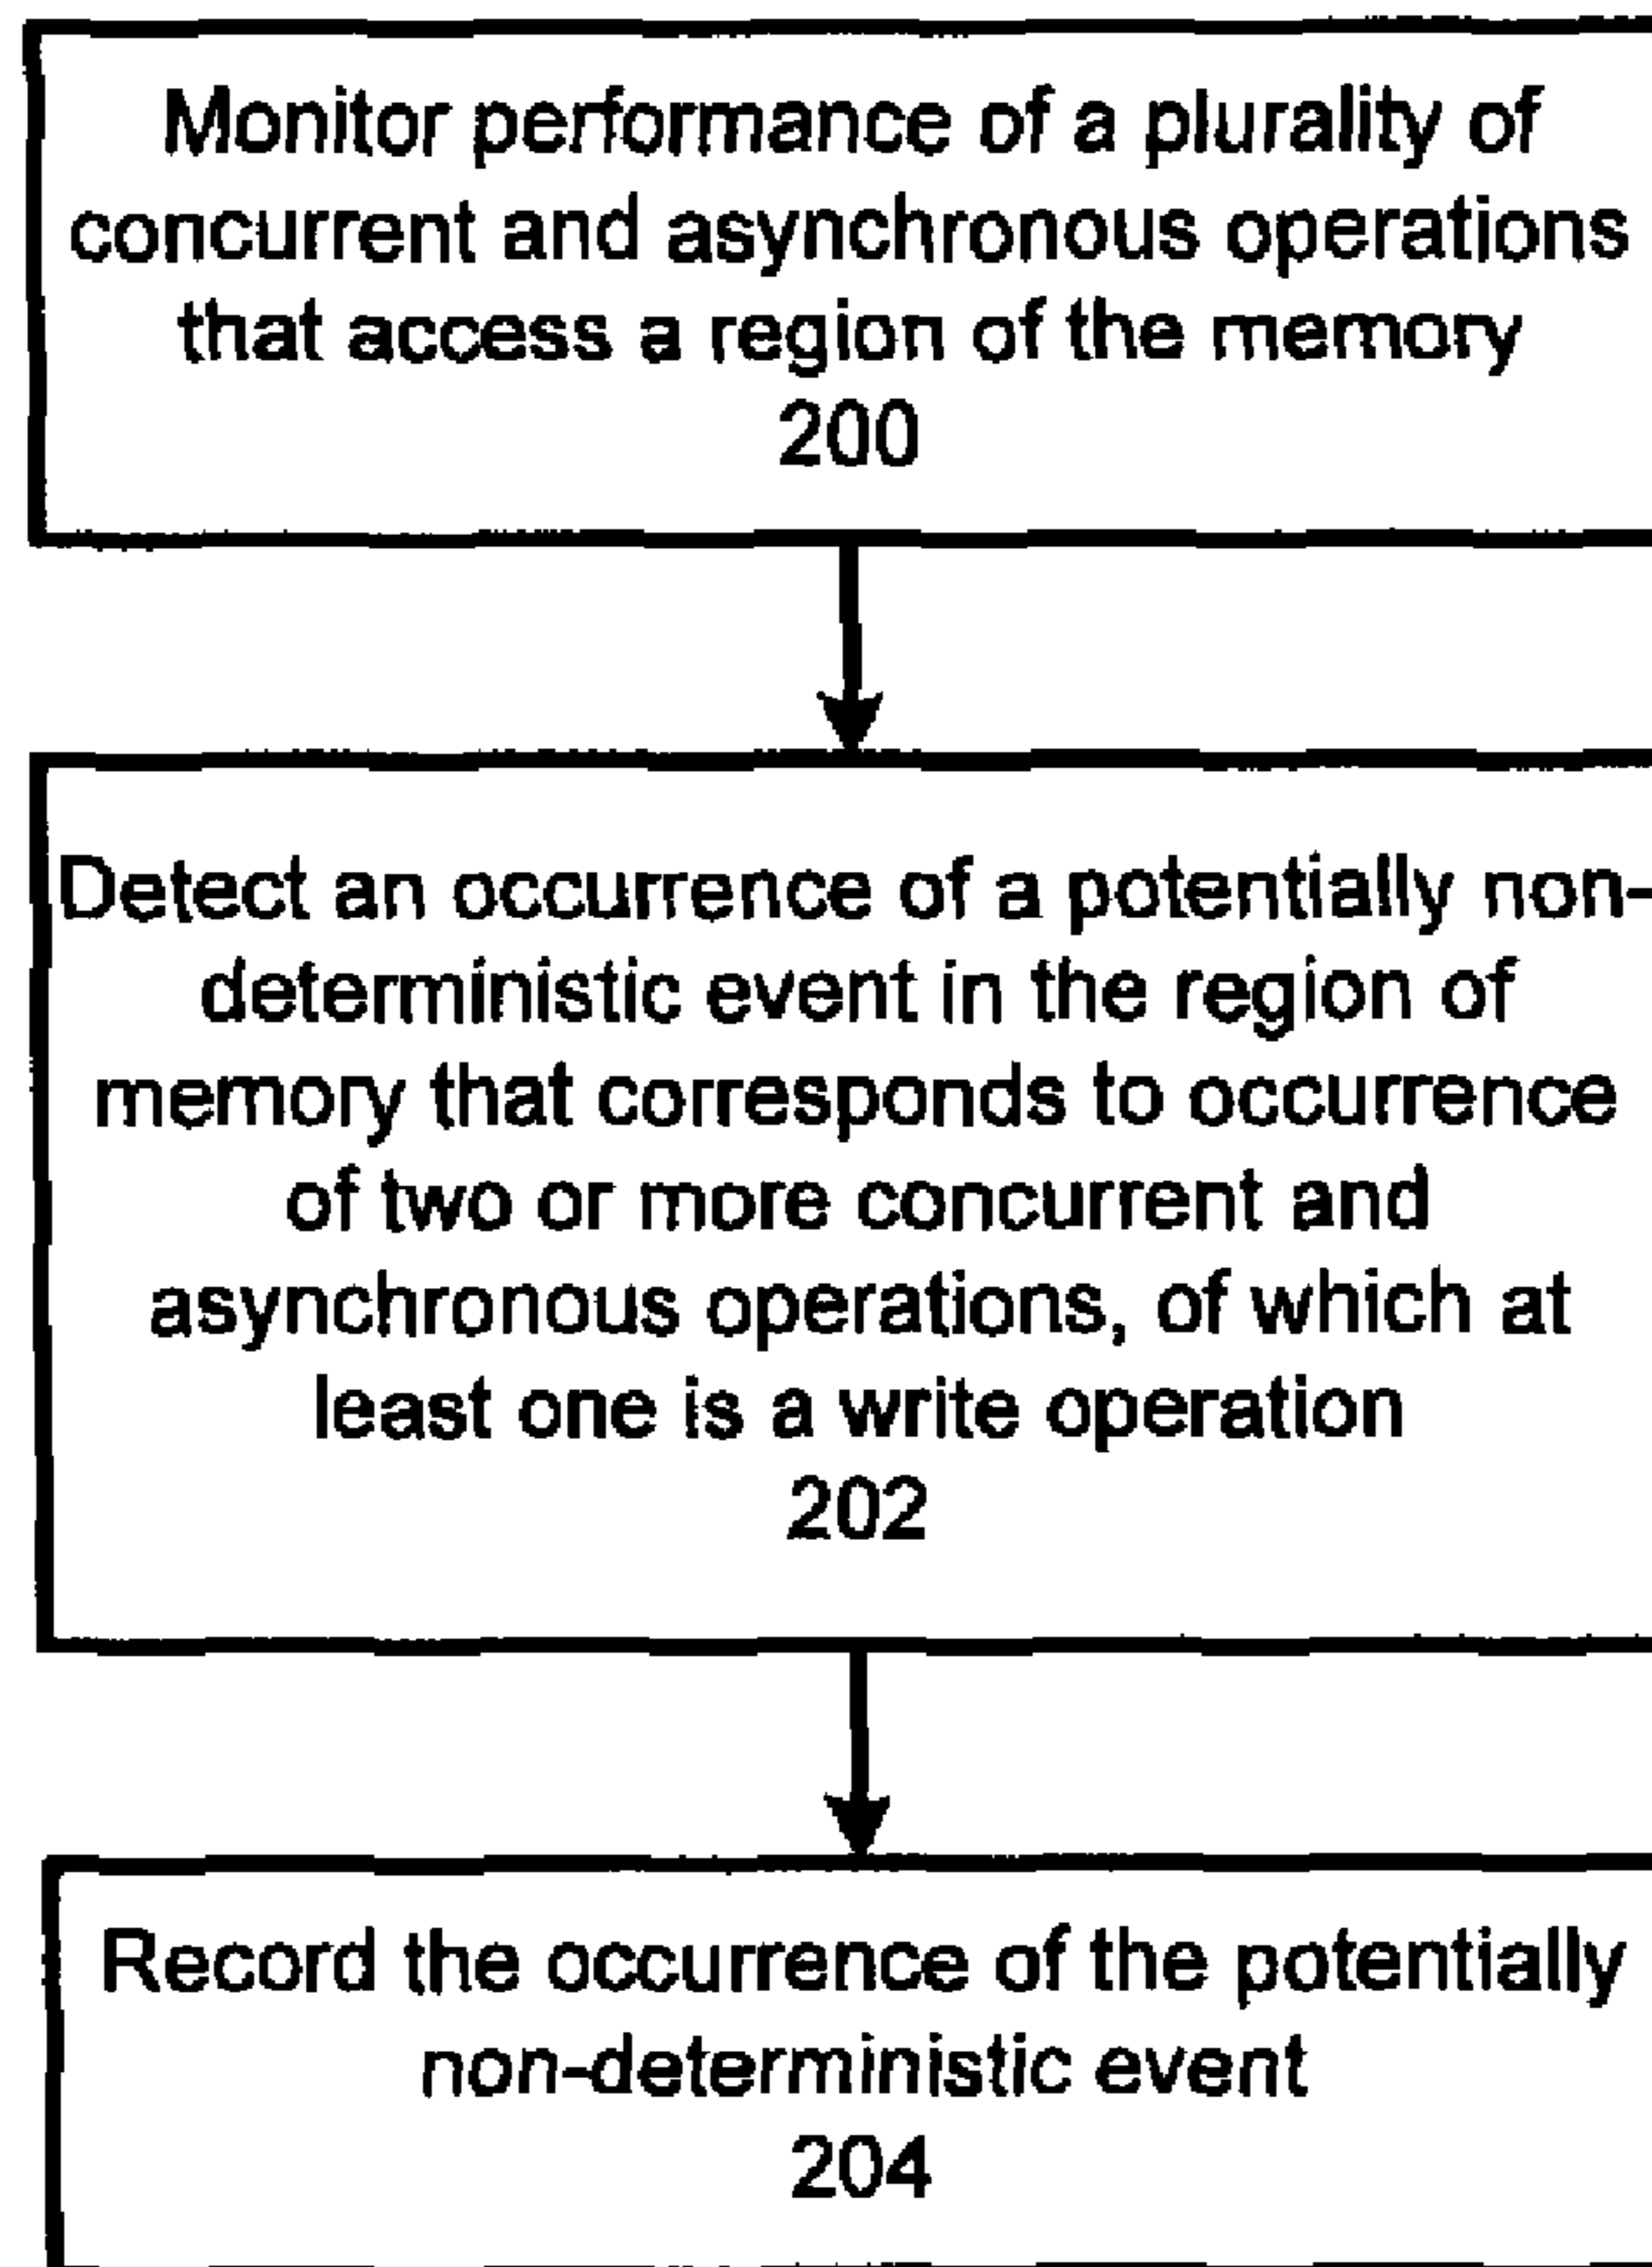 Monitor performance of a plurality of
concurrent and asynchronous operations
that access a region of the memory
200
Detect an occurrence of a potentially non-
deterministic event in the region of
memory that corresponds to occurrence
of two or more concurrent and
asynchronous operations, of which at
least one is a write operation
202
Record the occurrence of the potentially
non-deterministic event
204